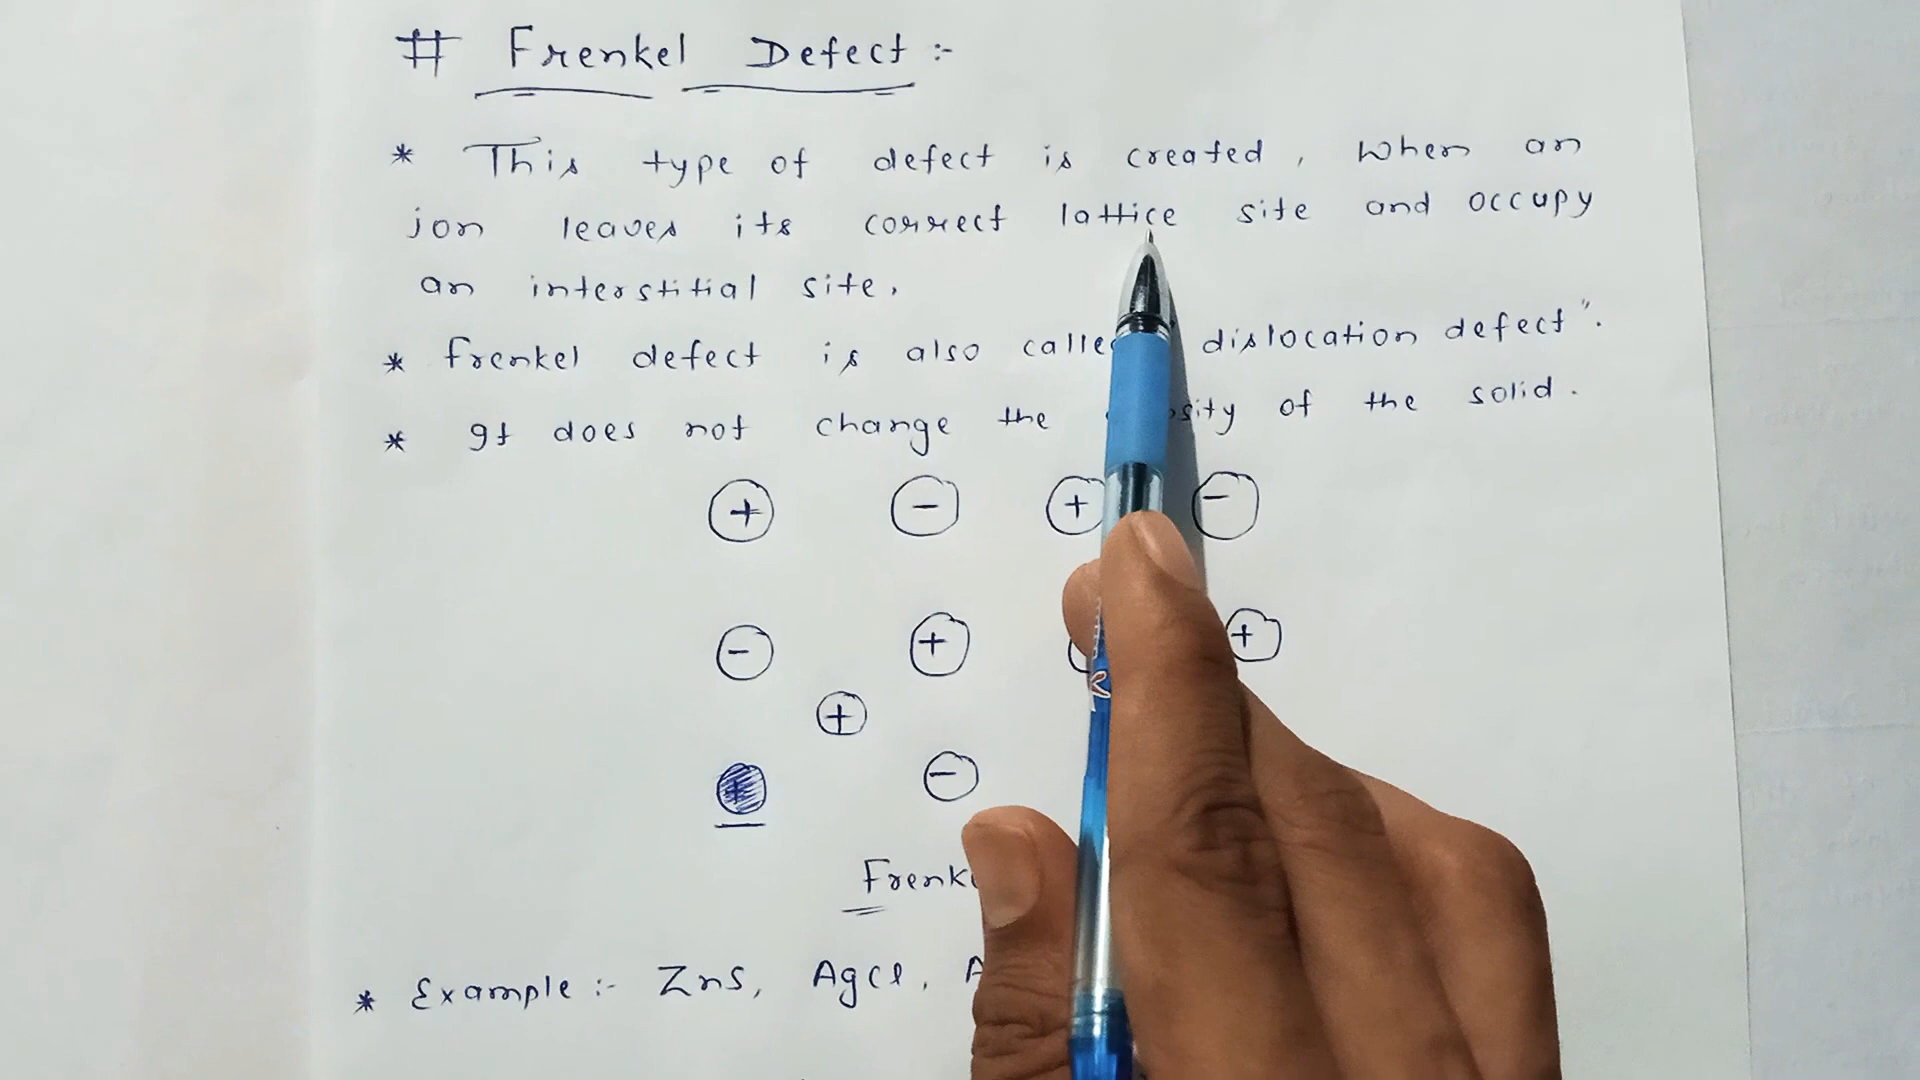 # Frenkel Defect :-
* This type of defect is created, when an
ion leaves its correct lattice site and occupy
an interstitial site.
* Frenkel defect is also dislocation defect".
* It does not change the of the solid.
+ - + -
- + +
+
+
-
* Example :- ZnS, AgCl,